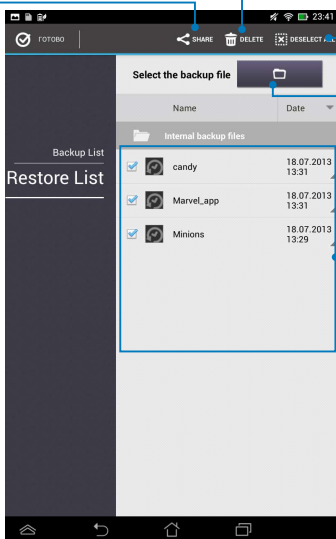 23:41
ГОТОВО SHARE DELETE DESELECT ALL
Select the backup file
Name Date
Internal backup files
Backup List
Restore List
candy 18.07.2013 13:31
Marvel_app 18.07.2013 13:31
Minions 18.07.2013 13:29